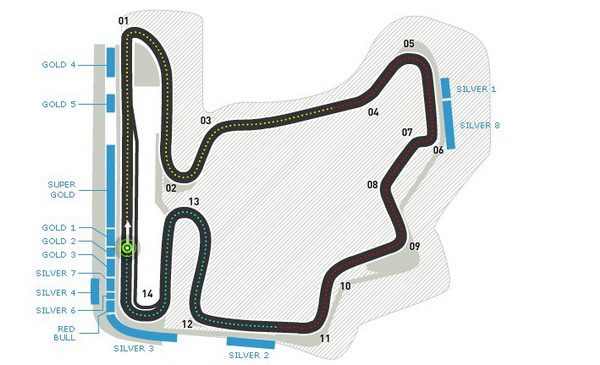 01
05
GOLD 4
SILVER 1
GOLD 5
04
03
SILVER 8
07
06
SUPER
GOLD
02
08
13
GOLD 1
GOLD 2
09
GOLD 3
SILVER 7
10
SILVER 4
14
SILVER 6
12
RED
BULL
11
SILVER 3
SILVER 2